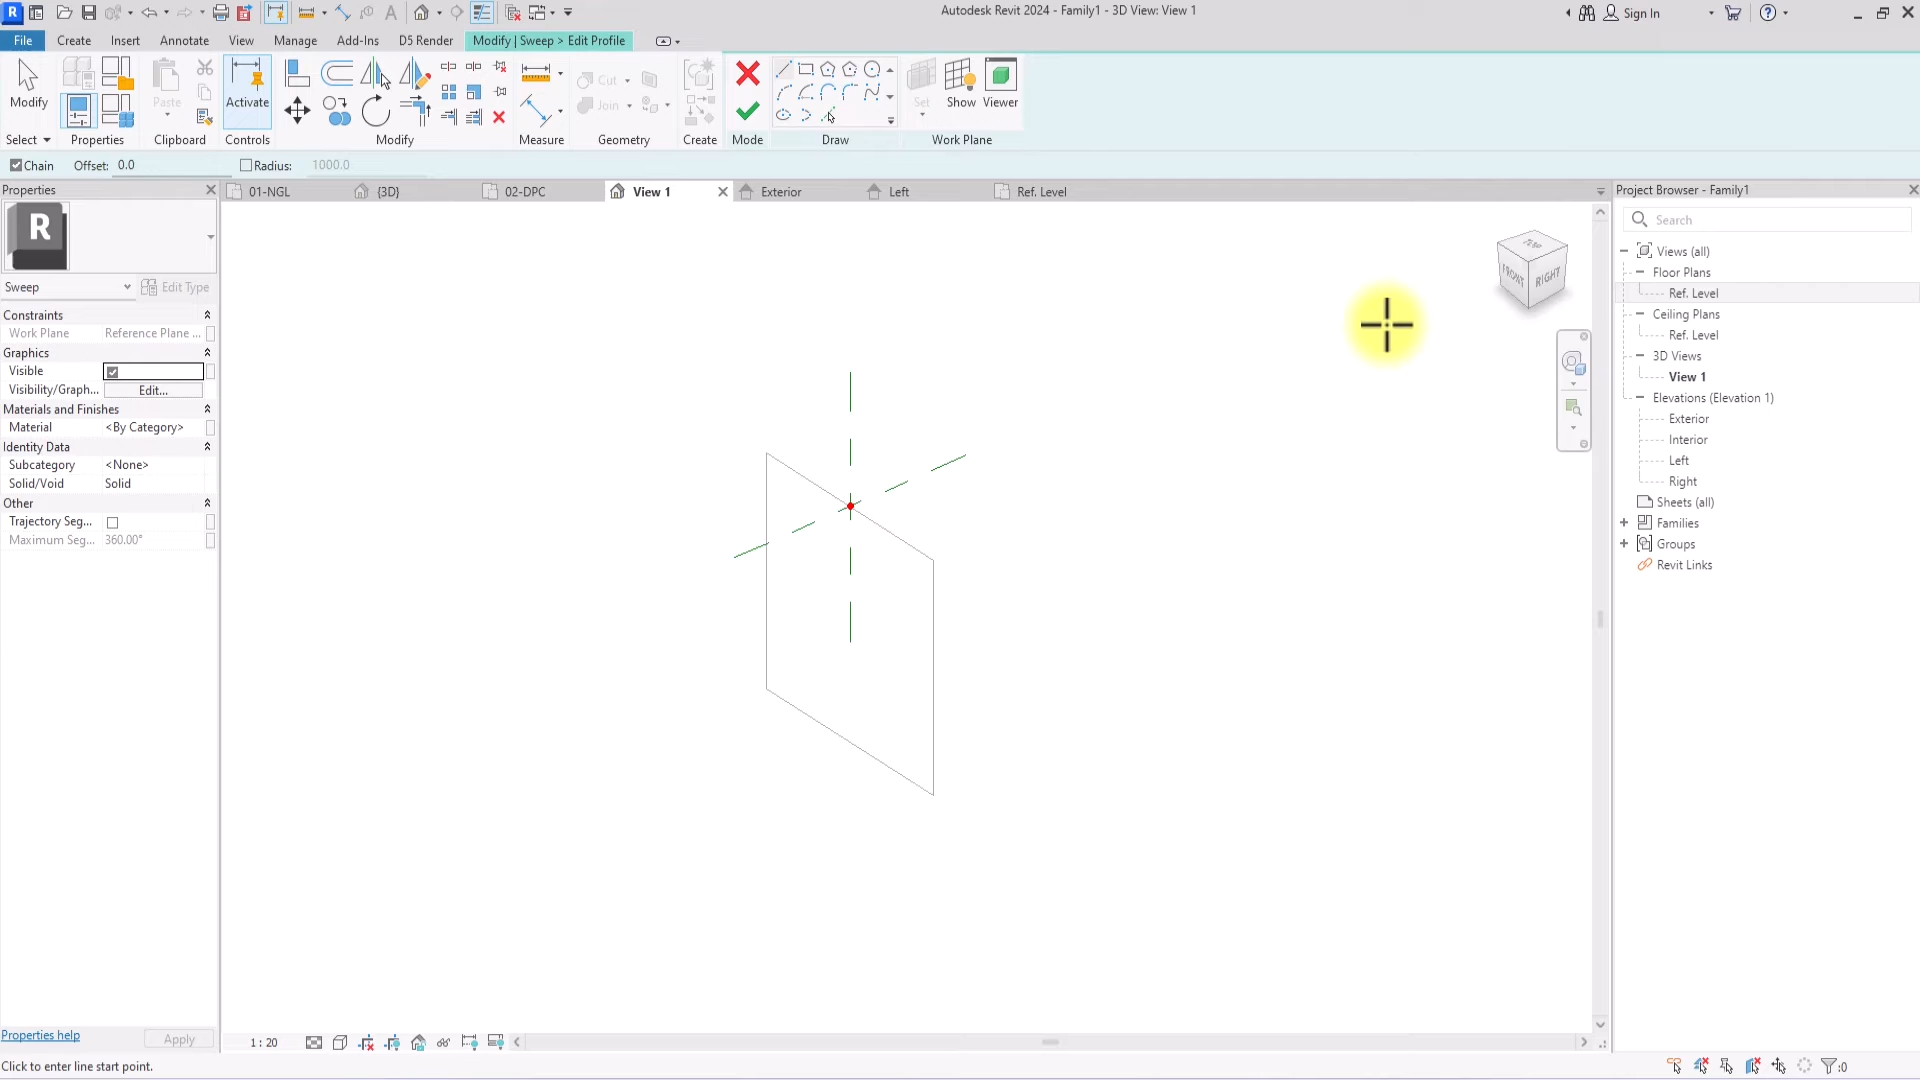 Autodesk Revit 2024 - Family1 - 3D View: View 1
Sign In
File
Create
Insert
Annotate
View
Manage
Add-Ins
D5 Render
Modify | Sweep > Edit Profile
Modify
Paste
Activate
Cut
Join
Set
Show
Viewer
Select
Properties
Clipboard
Controls
Modify
Measure
Geometry
Create
Mode
Draw
Work Plane
Chain
Offset: 0.0
Radius: 1000.0
Properties
01-NGL
{3D}
02-DPC
View 1
Exterior
Left
Ref. Level
Project Browser - Family1
R
Sweep
Edit Type
Constraints
Work Plane Reference Plane ...
Graphics
Visible
Visibility/Graph... Edit...
Materials and Finishes
Material <By Category>
Identity Data
Subcategory <None>
Solid/Void Solid
Other
Trajectory Seg...
Maximum Seg... 360.00°
TOP
FRONT
RIGHT
Search
Views (all)
Floor Plans
Ref. Level
Ceiling Plans
Ref. Level
3D Views
View 1
Elevations (Elevation 1)
Exterior
Interior
Left
Right
Sheets (all)
Families
Groups
Revit Links
Properties help
Apply
1 : 20
Click to enter line start point.
:0